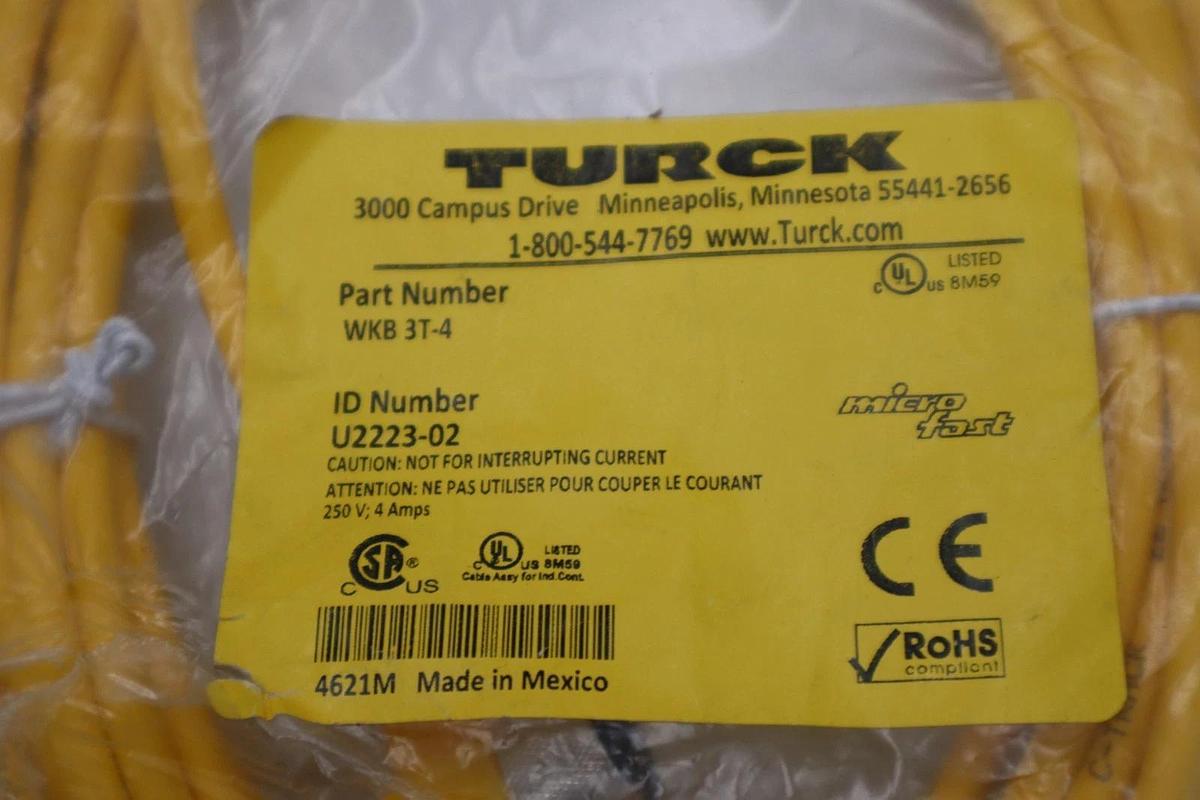 TURCK
3000 Campus Drive Minneapolis, Minnesota 55441-2656
1-800-544-7769 www.Turck.com
C UL US LISTED 8M59
Part Number
WKB 3T-4
ID Number
U2223-02
micro fast
CAUTION: NOT FOR INTERRUPTING CURRENT
ATTENTION: NE PAS UTILISER POUR COUPER LE COURANT
250 V; 4 Amps
C SA® US
C UL US LISTED 8M59
Cable Assy for Ind.Cont.
CE
RoHS
compliant
4621M Made in Mexico